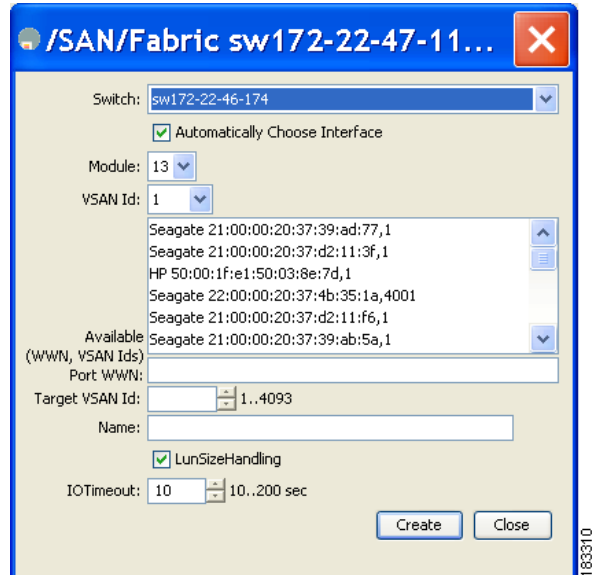 /SAN/Fabric sw172-22-47-11...
Switch: sw172-22-46-174
Automatically Choose Interface
Module: 13
VSAN Id: 1
Seagate 21:00:00:20:37:39:ad:77,1
Seagate 21:00:00:20:37:d2:11:3f,1
HP 50:00:1f:e1:50:03:8e:7d,1
Seagate 22:00:00:20:37:4b:35:1a,4001
Seagate 21:00:00:20:37:d2:11:f6,1
Available Seagate 21:00:00:20:37:39:ab:5a,1
(WWN, VSAN Ids)
Port WWN:
Target VSAN Id: 1..4093
Name:
LunSizeHandling
IOTimeout: 10 10..200 sec
Create Close
183310